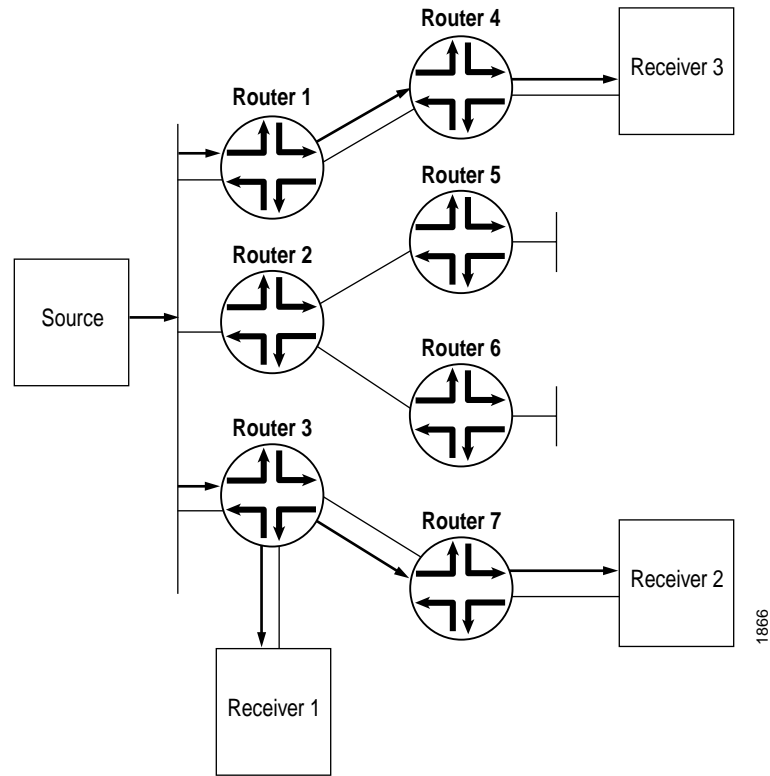 Router 4
Receiver 3
Router 1
Router 5
Router 2
Source
Router 6
Router 3
Router 7
Receiver 2
1866
Receiver 1